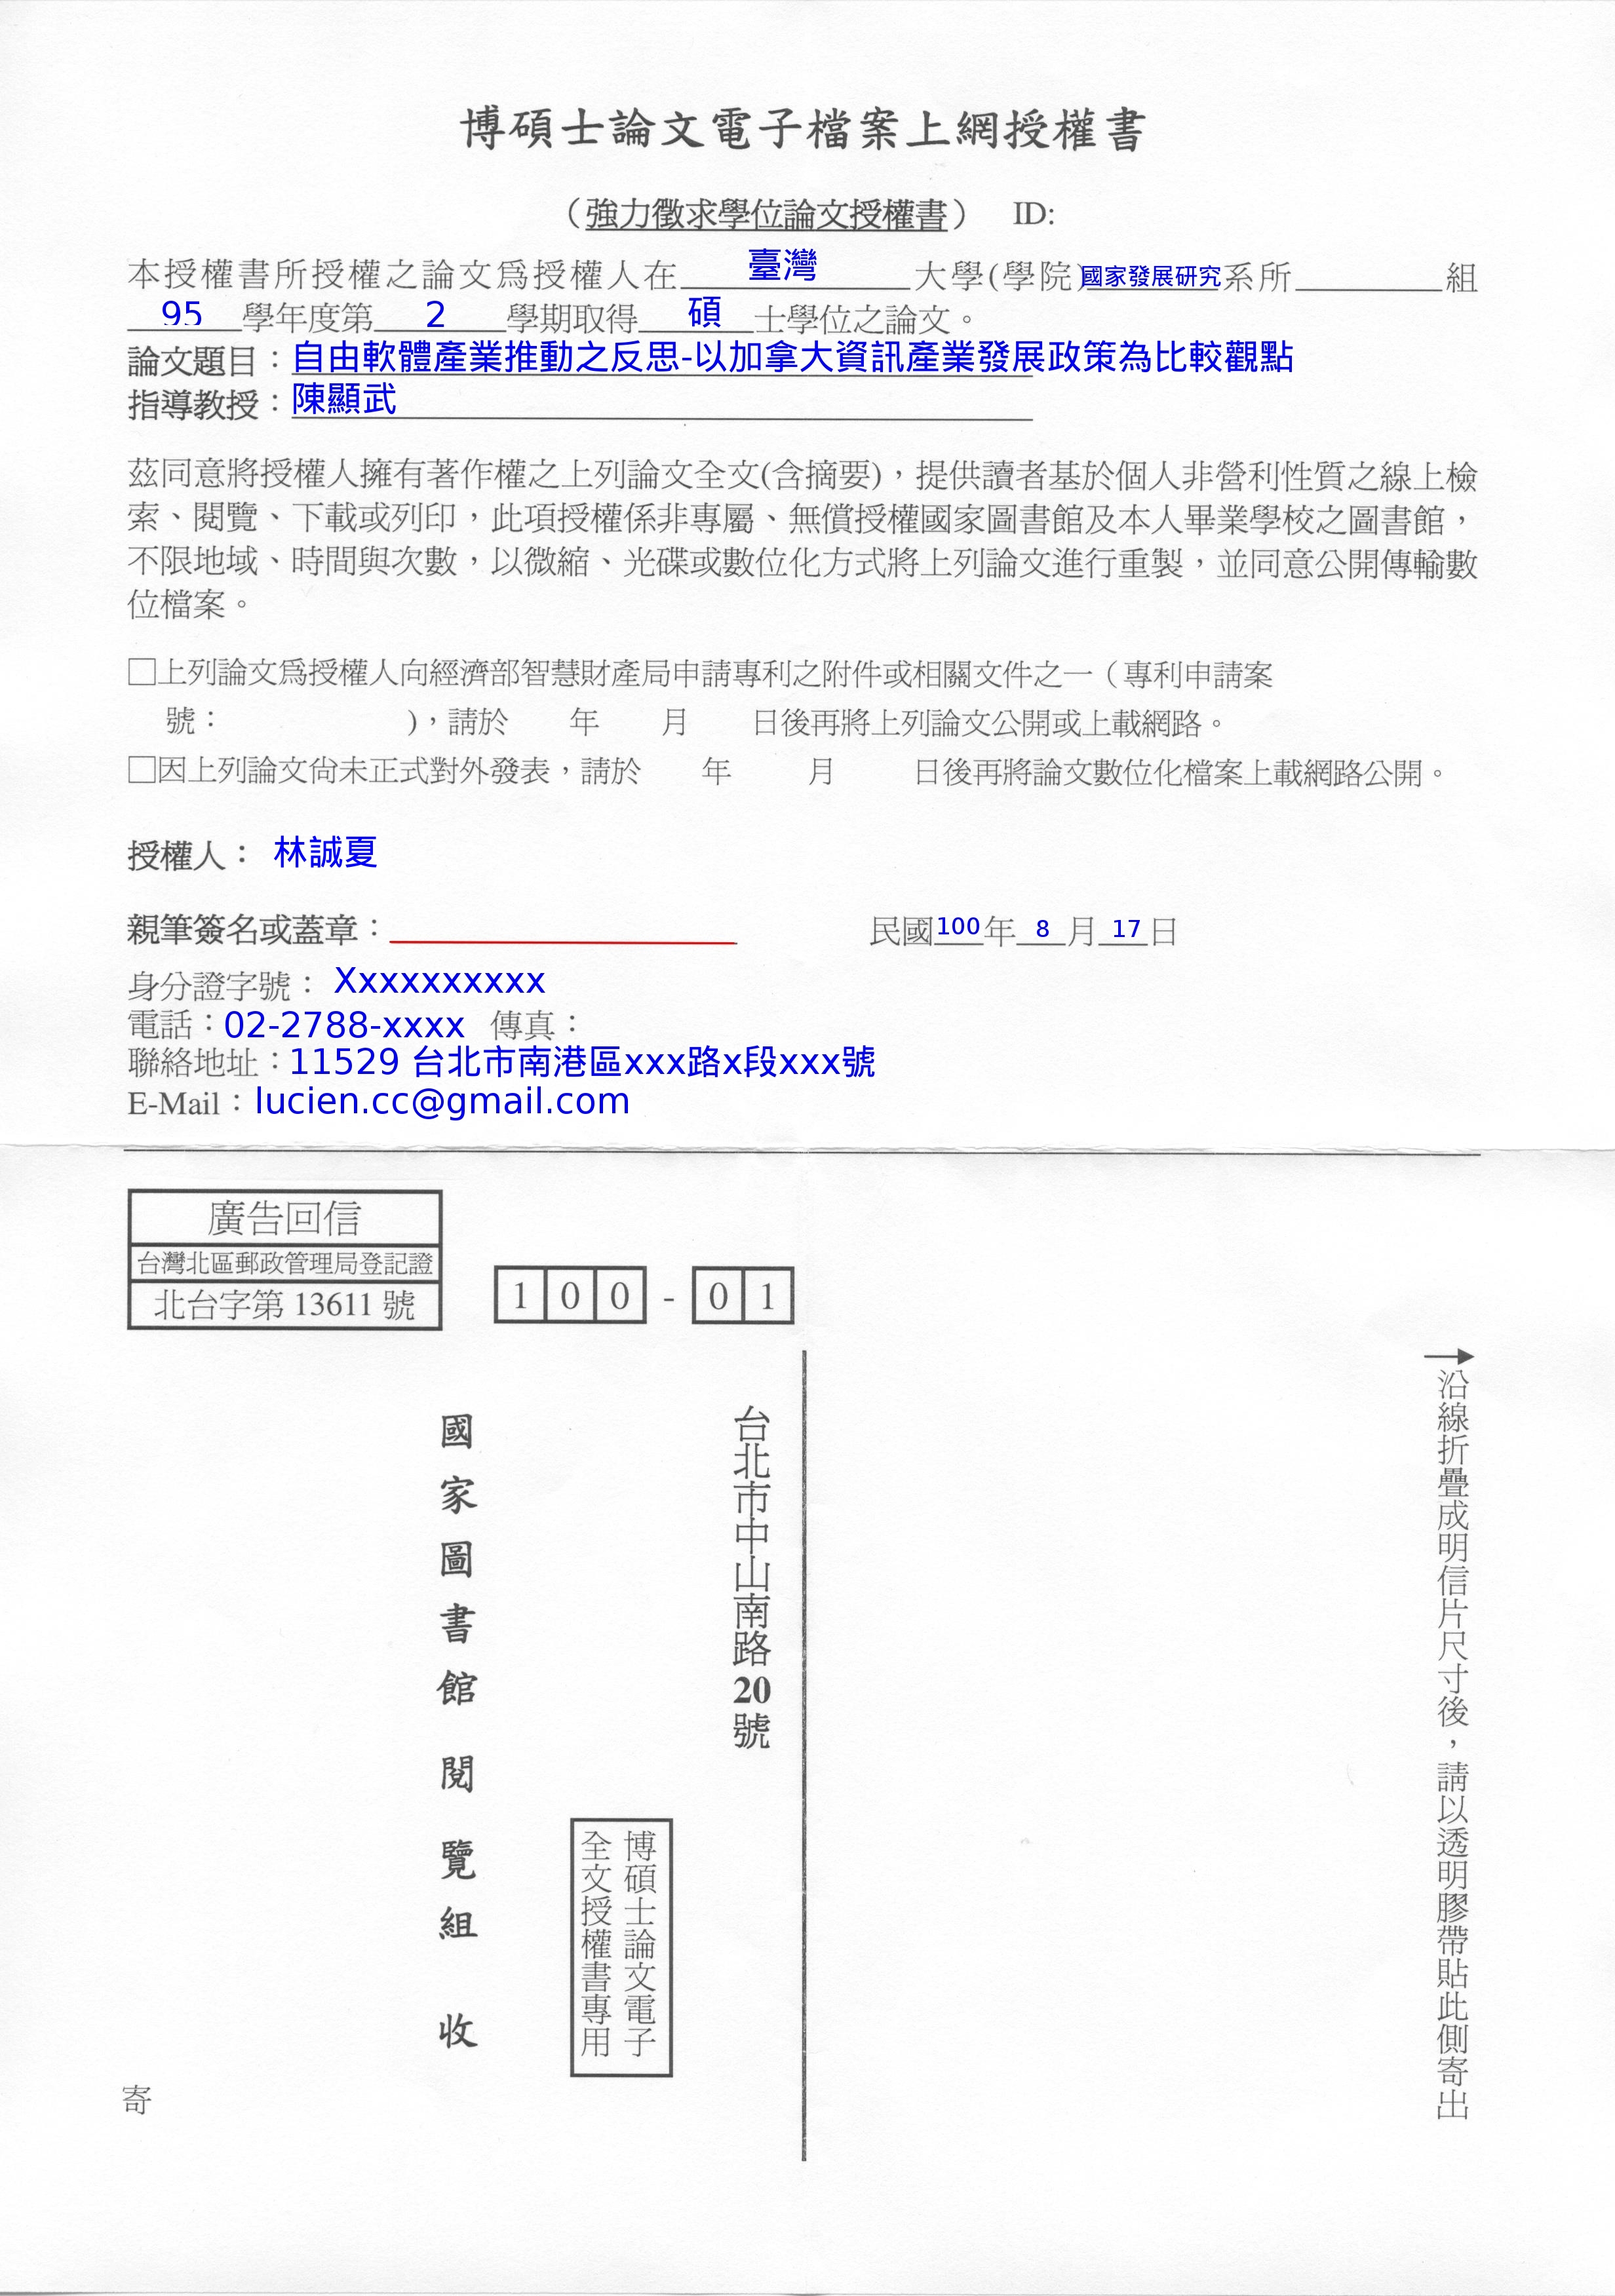 博碩士論文電子檔案上網授權書
（強力徵求學位論文授權書） ID:
本授權書所授權之論文為授權人在臺灣大學(學院)國家發展研究系所________組
95學年度第2學期取得碩士學位之論文。
論文題目：自由軟體產業推動之反思-以加拿大資訊產業發展政策為比較觀點
指導教授：陳顯武
茲同意將授權人擁有著作權之上列論文全文(含摘要)，提供讀者基於個人非營利性質之線上檢
索、閱覽、下載或列印，此項授權係非專屬、無償授權國家圖書館及本人畢業學校之圖書館，
不限地域、時間與次數，以微縮、光碟或數位化方式將上列論文進行重製，並同意公開傳輸數
位檔案。
□上列論文為授權人向經濟部智慧財產局申請專利之附件或相關文件之一（專利申請案
號： )，請於 年 月 日後再將上列論文公開或上載網路。
□因上列論文尚未正式對外發表，請於 年 月 日後再將論文數位化檔案上載網路公開。
授權人： 林誠夏
親筆簽名或蓋章：________ 民國100年8月17日
身分證字號： Xxxxxxxxxx
電話：02-2788-xxxx 傳真：
聯絡地址：11529 台北市南港區xxx路x段xxx號
E-Mail：lucien.cc@gmail.com
廣告回信
台灣北區郵政管理局登記證
北台字第 13611 號
100-01
沿線折疊成明信片尺寸後，請以透明膠帶貼此側寄出
台北市中山南路20號
博碩士論文電子
全文授權書專用
國家圖書館 閱覽組 收
寄